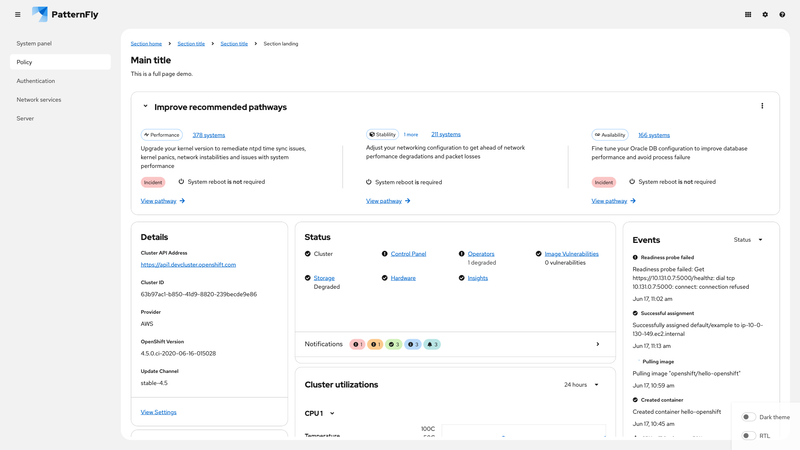 PatternFly
System panel
Policy
Authentication
Network services
Server
Section home
Section title
Section title
Section landing
Main title
This is a full page demo.
Improve recommended pathways
Performance
378 systems
Upgrade your kernel version to remediate ntpd time sync issues,
kernel panics, network instabilities and issues with system
performance
Incident
System reboot is not required
View pathway
Stability
1 more
211 systems
Adjust your networking configuration to get ahead of network
perfomance degradations and packet losses
System reboot is required
View pathway
Availability
166 systems
Fine tune your Oracle DB configuration to improve database
performance and avoid process failure
Incident
System reboot is not required
View pathway
Details
Cluster API Address
https://api1.devcluster.openshift.com
Cluster ID
63b97ac1-b850-41d9-8820-239becde9e86
Provider
AWS
OpenShift Version
4.5.0.ci-2020-06-16-015028
Update Channel
stable-4.5
View Settings
Status
Cluster
Control Panel
Operators
1 degraded
Image Vulnerabilities
0 vulnerabilities
Storage
Degraded
Hardware
Insights
Notifications
1
1
3
3
3
Cluster utilizations
24 hours
CPU 1
Temperature
100C
Events
Status
Readiness probe failed
Readiness probe failed: Get
https://10.131.0.7:5000/healthz: dial tcp
10.131.0.7:5000: connect: connection refused
Jun 17, 11:02 am
Successful assignment
Successfully assigned default/example to ip-10-0-
130-149.ec2.internal
Jun 17, 11:13 am
Pulling image
Pulling image "openshift/hello-openshift"
Jun 17, 10:59 am
Created container
Created container hello-openshift
Jun 17, 10:45 am
Dark theme
RTL